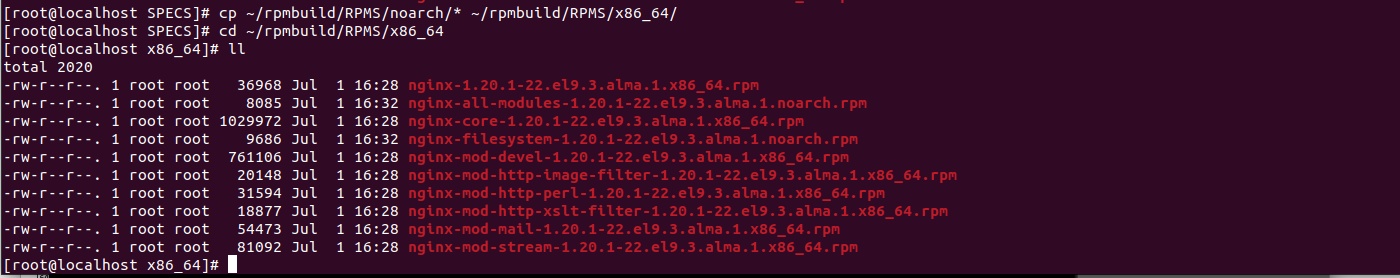 [root@localhost SPECS]# cp ~/rpmbuild/RPMS/noarch/* ~/rpmbuild/RPMS/x86_64/
[root@localhost SPECS]# cd ~/rpmbuild/RPMS/x86_64
[root@localhost x86_64]# ll
total 2020
-rw-r--r--. 1 root root   36968 Jul  1 16:28 nginx-1.20.1-22.el9.3.alma.1.x86_64.rpm
-rw-r--r--. 1 root root    8085 Jul  1 16:32 nginx-all-modules-1.20.1-22.el9.3.alma.1.noarch.rpm
-rw-r--r--. 1 root root 1029972 Jul  1 16:28 nginx-core-1.20.1-22.el9.3.alma.1.x86_64.rpm
-rw-r--r--. 1 root root    9686 Jul  1 16:32 nginx-filesystem-1.20.1-22.el9.3.alma.1.noarch.rpm
-rw-r--r--. 1 root root  761106 Jul  1 16:28 nginx-mod-devel-1.20.1-22.el9.3.alma.1.x86_64.rpm
-rw-r--r--. 1 root root   20148 Jul  1 16:28 nginx-mod-http-image-filter-1.20.1-22.el9.3.alma.1.x86_64.rpm
-rw-r--r--. 1 root root   31594 Jul  1 16:28 nginx-mod-http-perl-1.20.1-22.el9.3.alma.1.x86_64.rpm
-rw-r--r--. 1 root root   18877 Jul  1 16:28 nginx-mod-http-xslt-filter-1.20.1-22.el9.3.alma.1.x86_64.rpm
-rw-r--r--. 1 root root   54473 Jul  1 16:28 nginx-mod-mail-1.20.1-22.el9.3.alma.1.x86_64.rpm
-rw-r--r--. 1 root root   81092 Jul  1 16:28 nginx-mod-stream-1.20.1-22.el9.3.alma.1.x86_64.rpm
[root@localhost x86_64]#